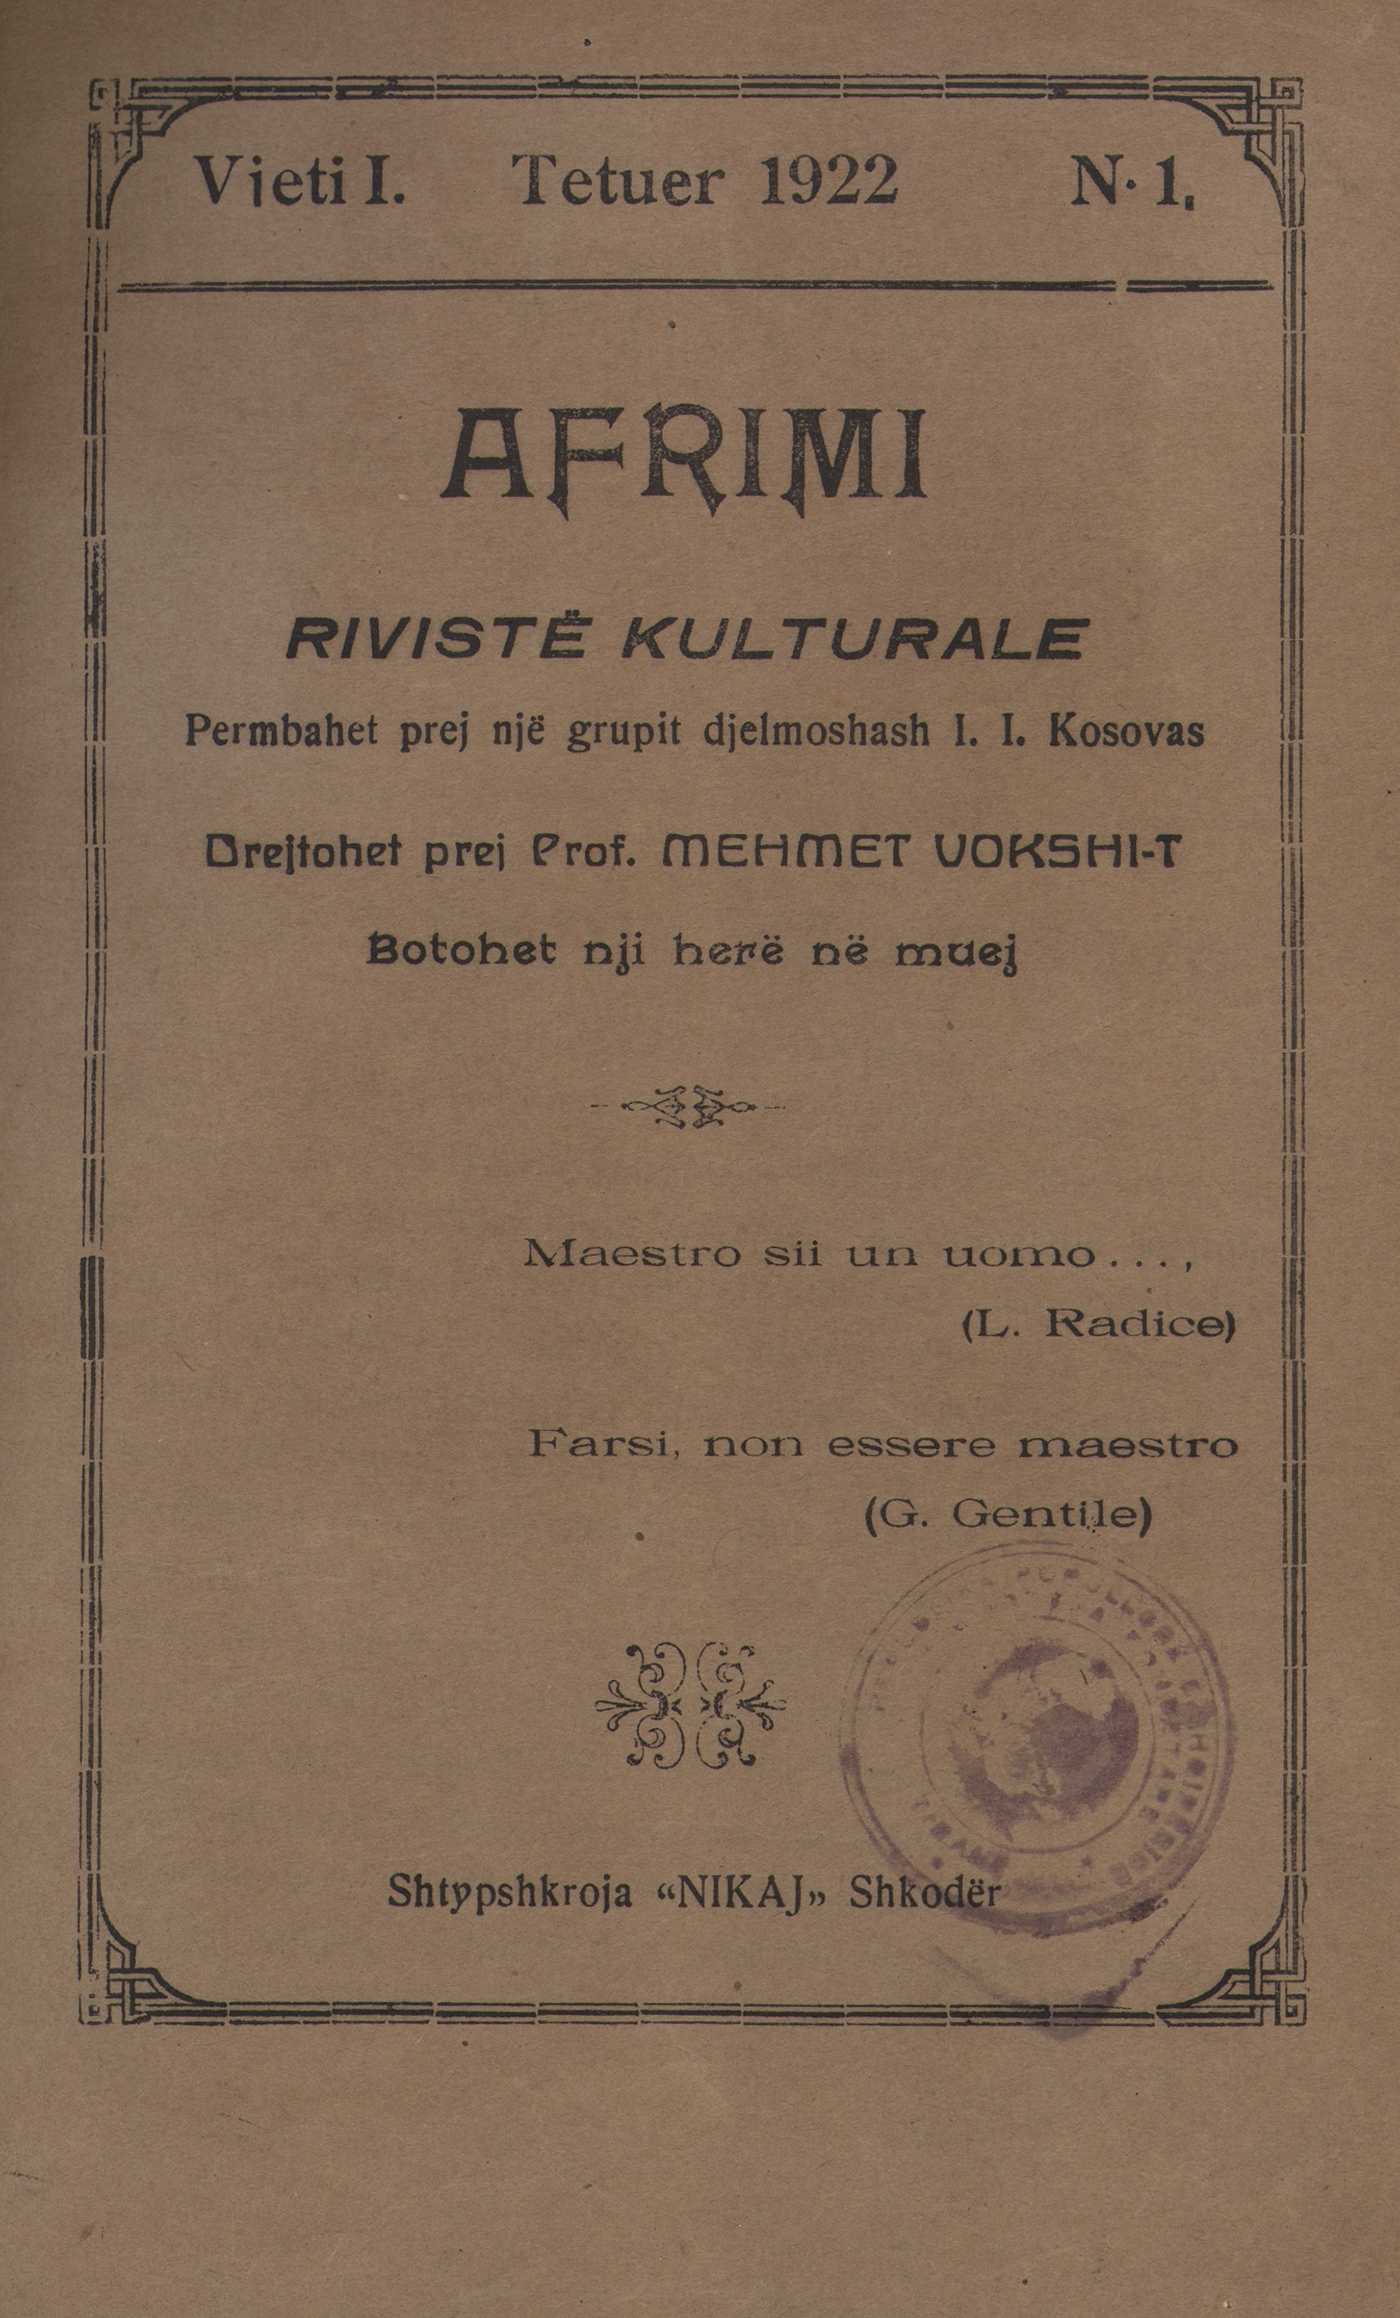 Vjeti I. Tetuer 1922 N. 1.
AFRIMI
RIVISTË KULTURALE
Permbahet prej një grupit djelmoshash I. I. Kosovas
Drejtohet prej Prof. MEHMET VOKSHI-T
Botohet nji herë në muej
Maestro sii un uomo....,
(L. Radice)
Farsi, non essere maestro
(G. Gentile)
Shtypshkroja “NIKAJ„ Shkodër